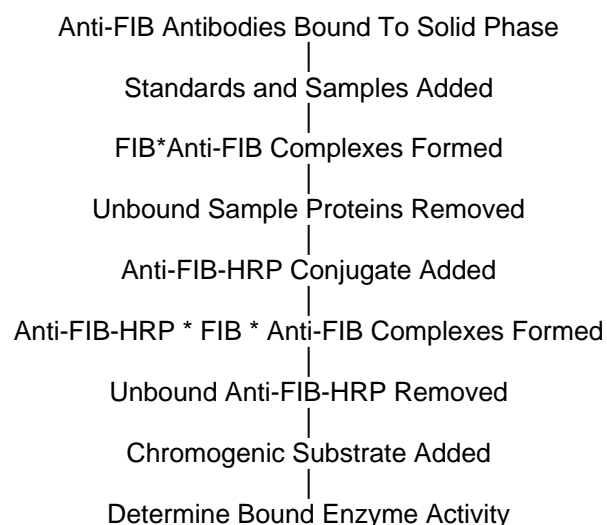 Anti-FIB Antibodies Bound To Solid Phase
Standards and Samples Added
FIB*Anti-FIB Complexes Formed
Unbound Sample Proteins Removed
Anti-FIB-HRP Conjugate Added
Anti-FIB-HRP * FIB * Anti-FIB Complexes Formed
Unbound Anti-FIB-HRP Removed
Chromogenic Substrate Added
Determine Bound Enzyme Activity